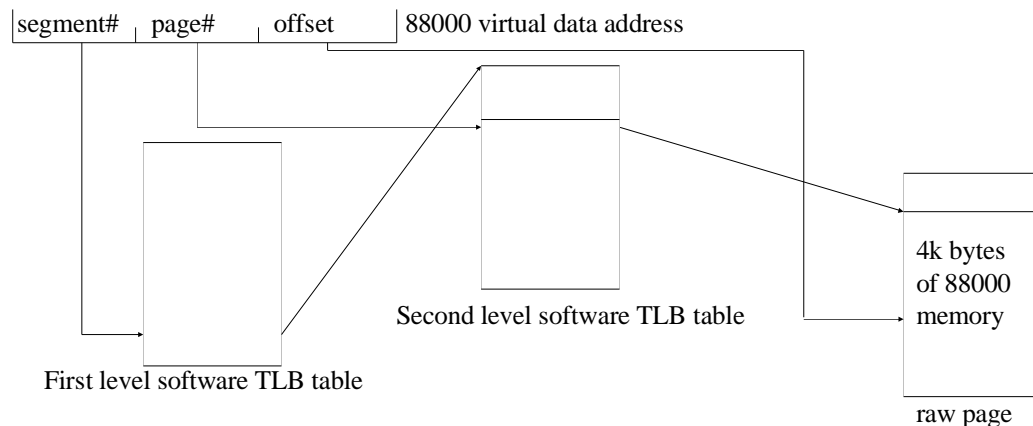 segment# page# offset 88000 virtual data address
4k bytes
of 88000
memory
Second level software TLB table
First level software TLB table
raw page